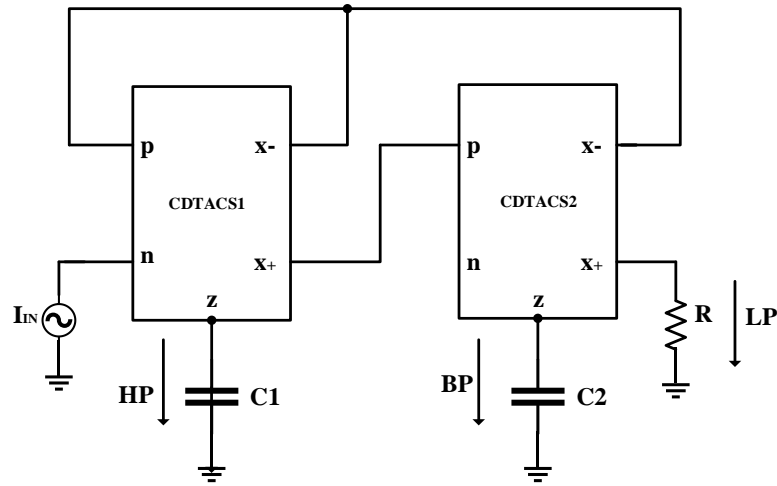 p
x-
p
x-
CDTACS1
CDTACS2
n
x+
n
x+
z
z
IIN
R
LP
HP
C1
BP
C2